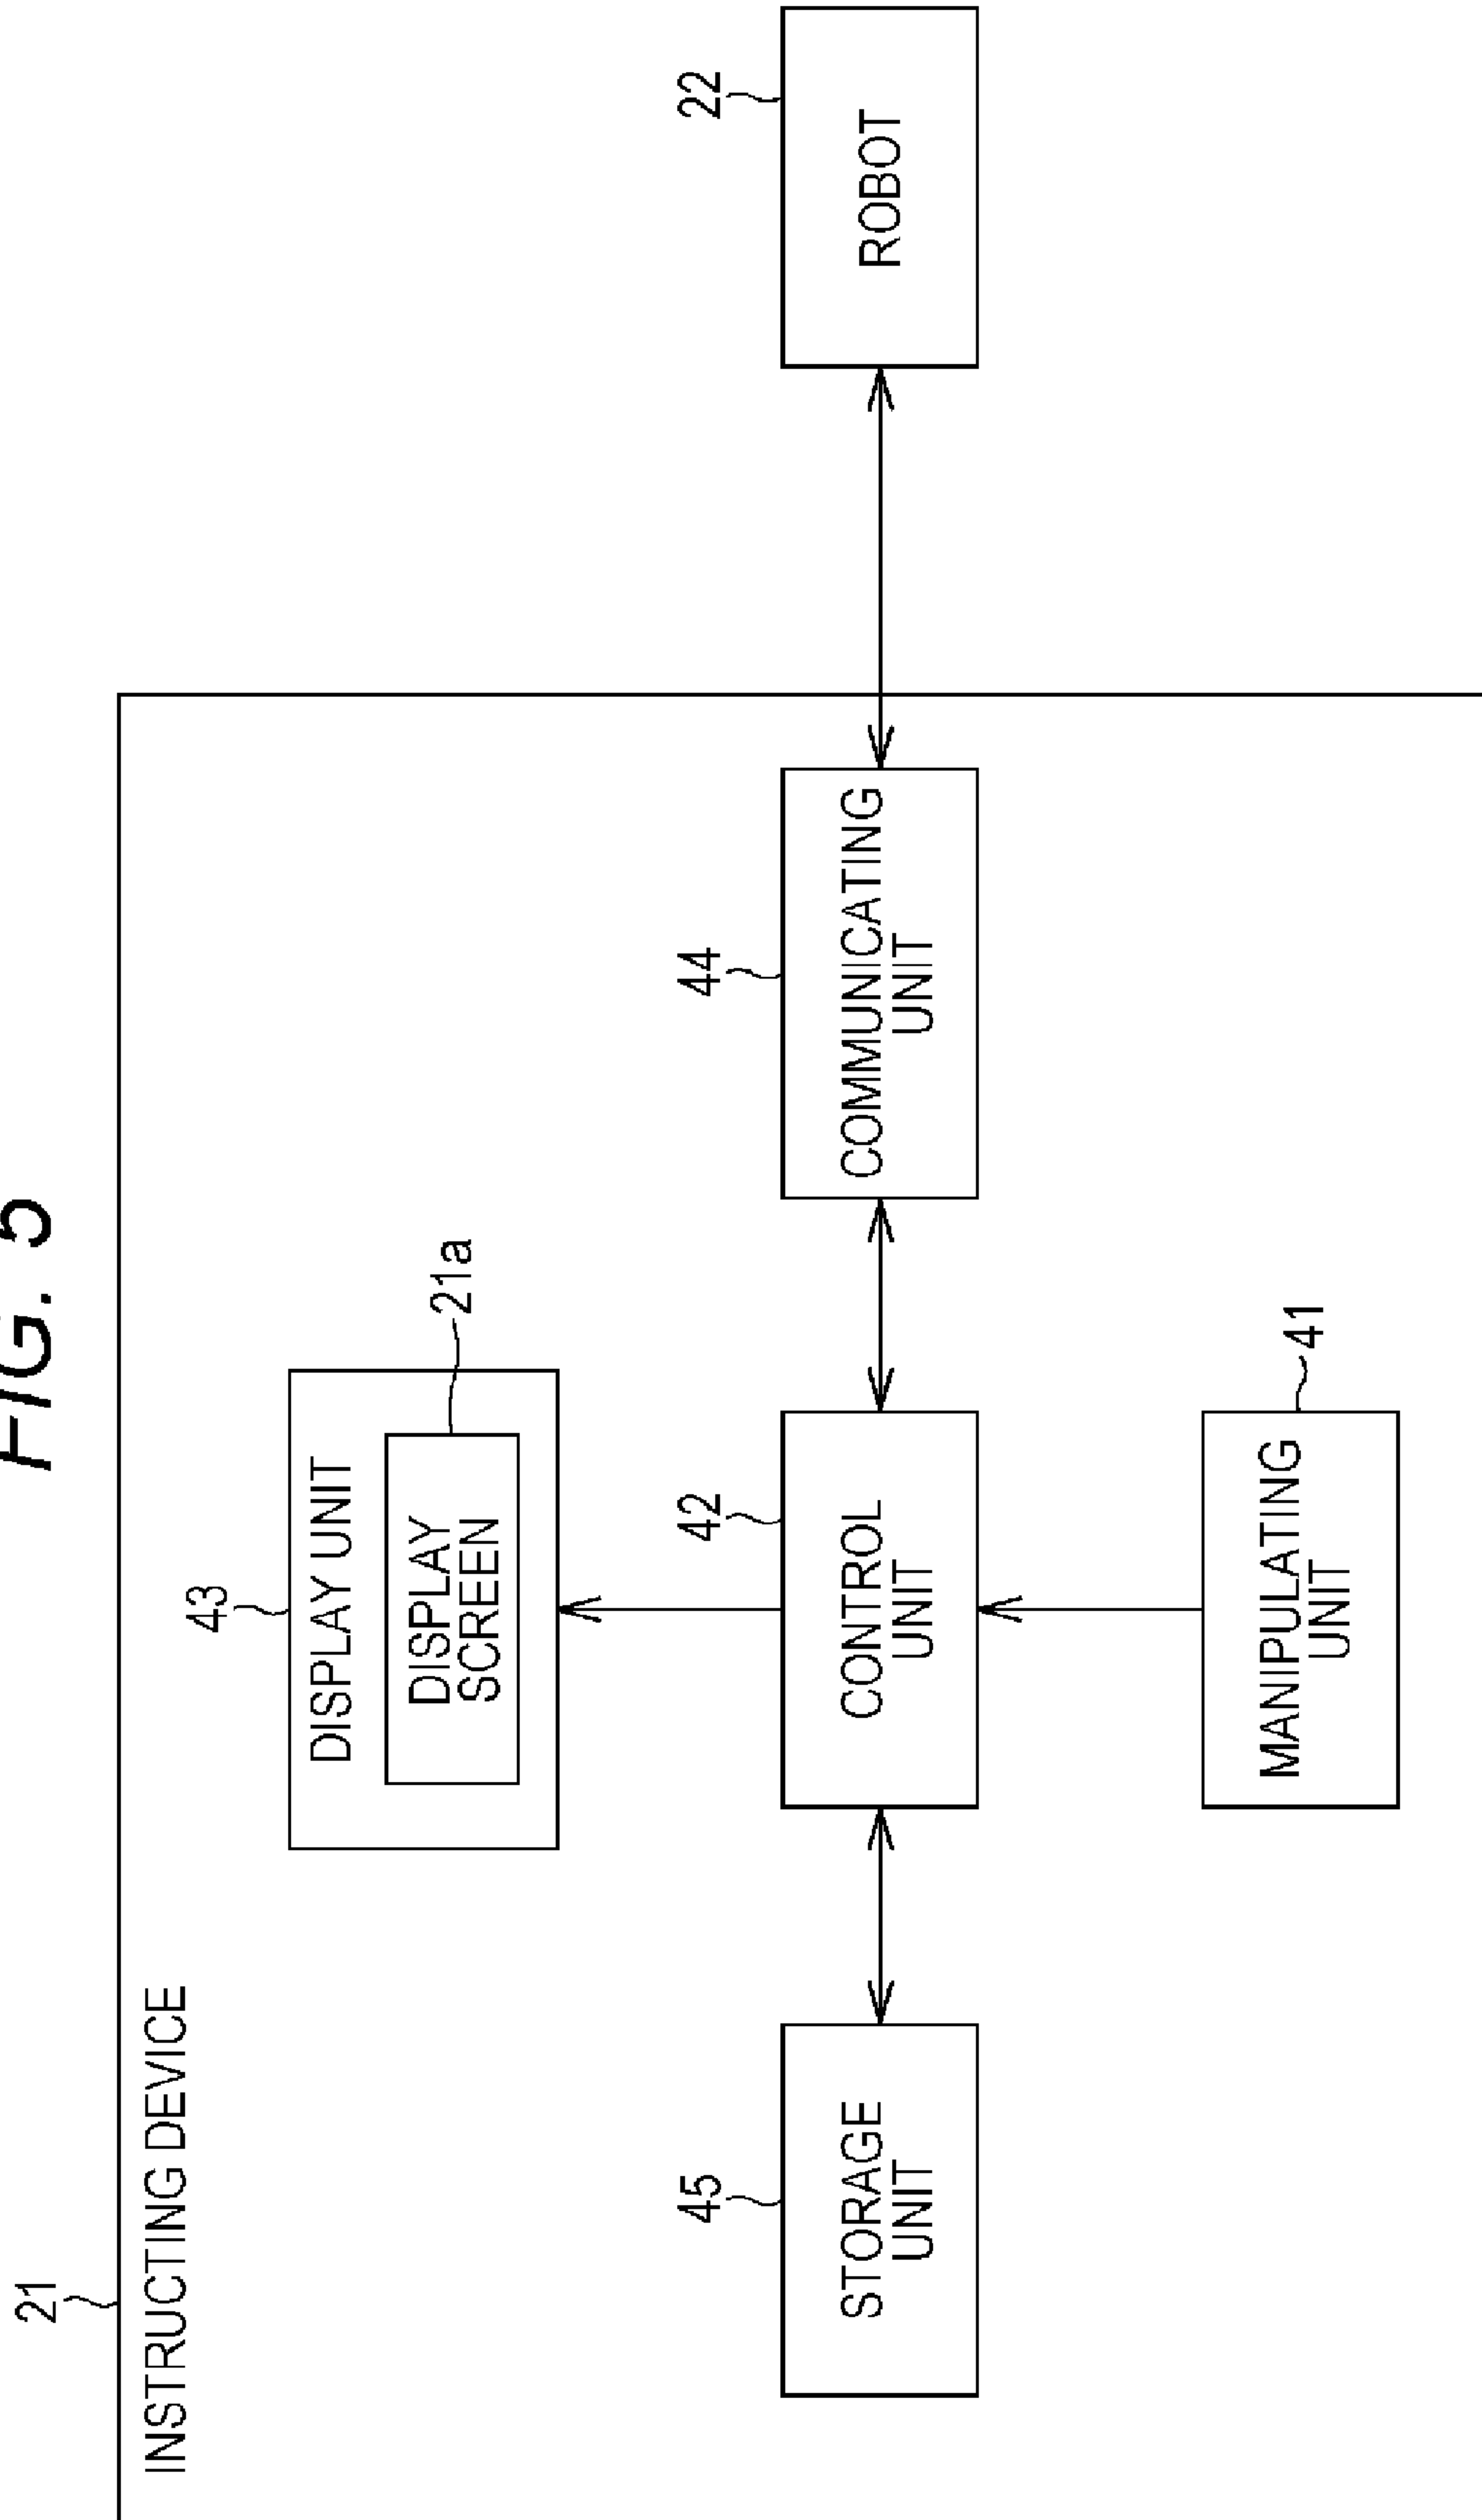 FIG. 5
21
INSTRUCTING DEVICE
43
DISPLAY UNIT
21a
DISPLAY
SCREEN
45
42
44
22
STORAGE
UNIT
CONTROL
UNIT
COMMUNICATING
UNIT
ROBOT
41
MANIPULATING
UNIT